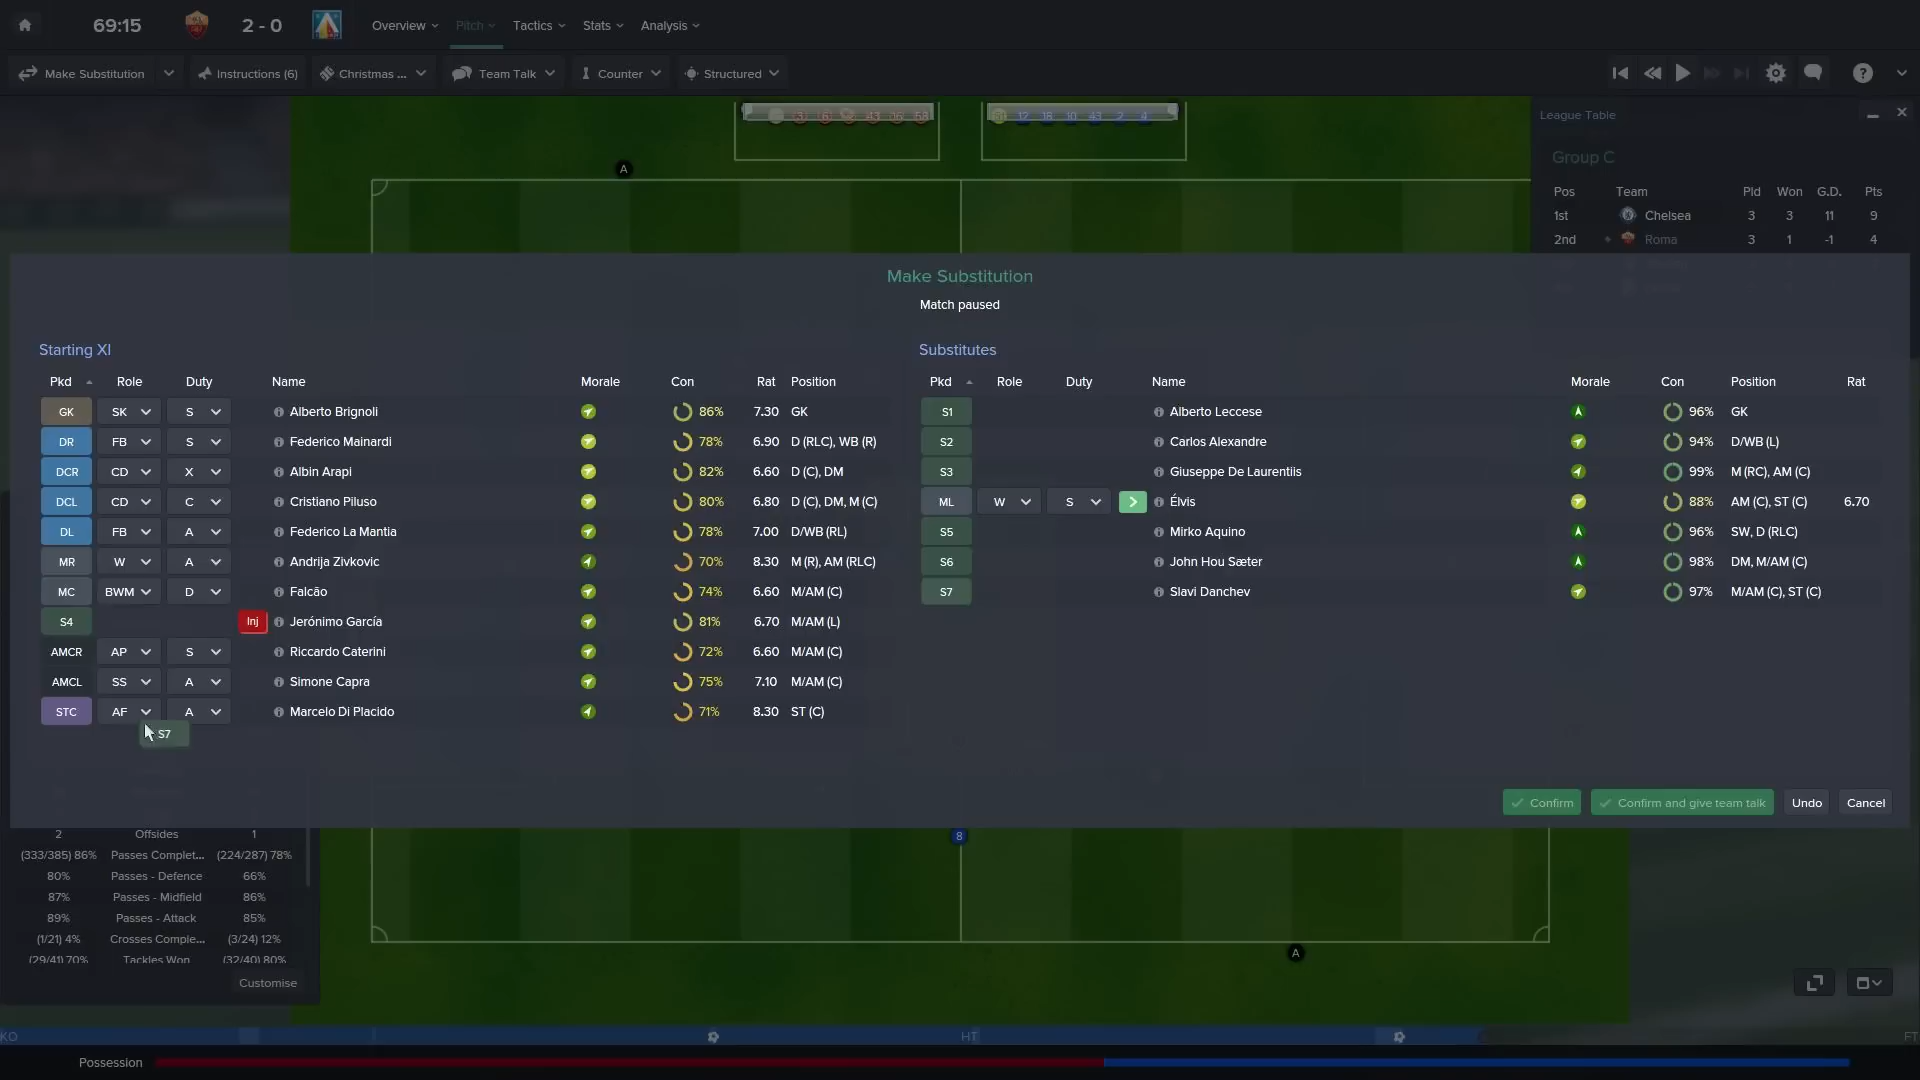 69:15
2 - 0
Overview
Pitch
Tactics
Stats
Analysis
Make Substitution
Instructions (6)
Christmas ...
Team Talk
Counter
Structured
?
A
League Table
Group C
Pos Team Pld Won G.D. Pts
1st Chelsea 3 3 11 9
2nd Roma 3 1 -1 4
Make Substitution
Match paused
Starting XI
Pkd Role Duty Name Morale Con Rat Position
GK SK S Alberto Brignoli 86% 7.30 GK
DR FB S Federico Mainardi 78% 6.90 D (RLC), WB (R)
DCR CD X Albin Arapi 82% 6.60 D (C), DM
DCL CD C Cristiano Piluso 80% 6.80 D (C), DM, M (C)
DL FB A Federico La Mantia 78% 7.00 D/WB (RL)
MR W A Andrija Zivkovic 70% 8.30 M (R), AM (RLC)
MC BWM D Falcão 74% 6.60 M/AM (C)
S4 Inj Jerónimo García 81% 6.70 M/AM (L)
AMCR AP S Riccardo Caterini 72% 6.60 M/AM (C)
AMCL SS A Simone Capra 75% 7.10 M/AM (C)
STC AF A Marcelo Di Placido 71% 8.30 ST (C)
S7
Substitutes
Pkd Role Duty Name Morale Con Position Rat
S1 Alberto Leccese 96% GK
S2 Carlos Alexandre 94% D/WB (L)
S3 Giuseppe De Laurentiis 99% M (RC), AM (C)
ML W S Élvis 88% AM (C), ST (C) 6.70
S5 Mirko Aquino 96% SW, D (RLC)
S6 John Hou Sæter 98% DM, M/AM (C)
S7 Slavi Danchev 97% M/AM (C), ST (C)
Confirm
Confirm and give team talk
Undo
Cancel
2 Offsides 1
(333/385) 86% Passes Complet... (224/287) 78%
80% Passes - Defence 66%
87% Passes - Midfield 86%
89% Passes - Attack 85%
(1/21) 4% Crosses Comple... (3/24) 12%
(29/41) 70% Tackles Won (32/40) 80%
Customise
8
A
KO
HT
FT
Possession